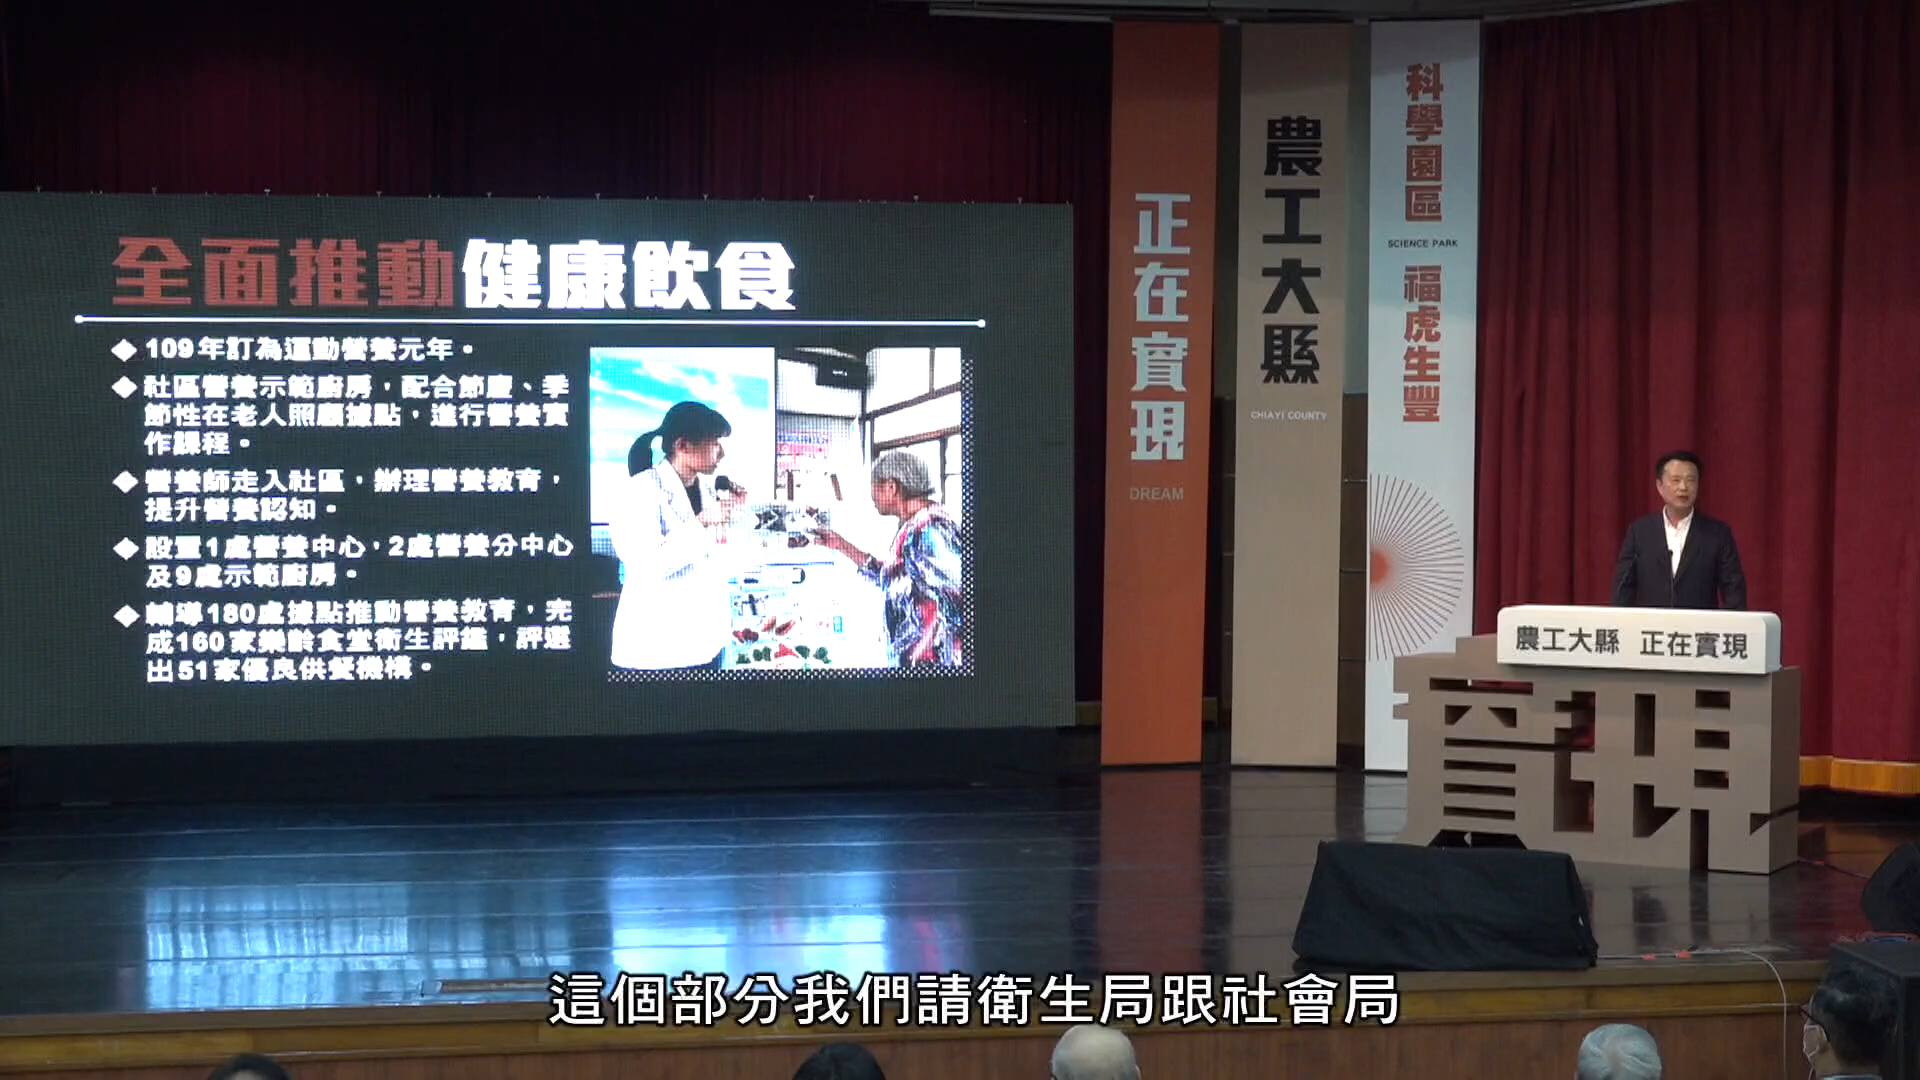 全面推動健康飲食
◆ 109年訂為運動營養元年。
◆ 社區營養示範廚房，配合節慶、季
節性在老人照顧據點，進行營養實
作課程。
◆ 營養師走入社區，辦理營養教育，
提升營養認知。
◆ 設置1處營養中心，2處營養分中心
及9處示範廚房。
◆ 輔導180處據點推動營養教育，完
成160家樂齡食堂衛生評鑑，評選
出51家優良供餐機構。
正在實現
DREAM
農工大縣
CHIAYI COUNTY
科學園區
SCIENCE PARK
福虎生豐
農工大縣 正在實現
實現
這個部分我們請衛生局跟社會局